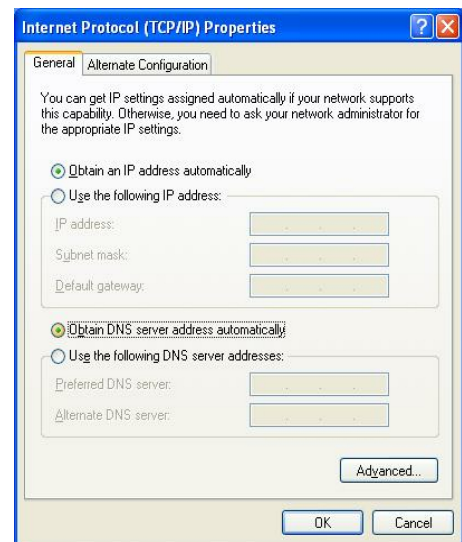 Internet Protocol (TCP/IP) Properties
General Alternate Configuration
You can get IP settings assigned automatically if your network supports
this capability. Otherwise, you need to ask your network administrator for
the appropriate IP settings.
Obtain an IP address automatically
Use the following IP address:
IP address:
Subnet mask:
Default gateway:
Obtain DNS server address automatically
Use the following DNS server addresses:
Preferred DNS server:
Alternate DNS server:
Advanced...
OK Cancel